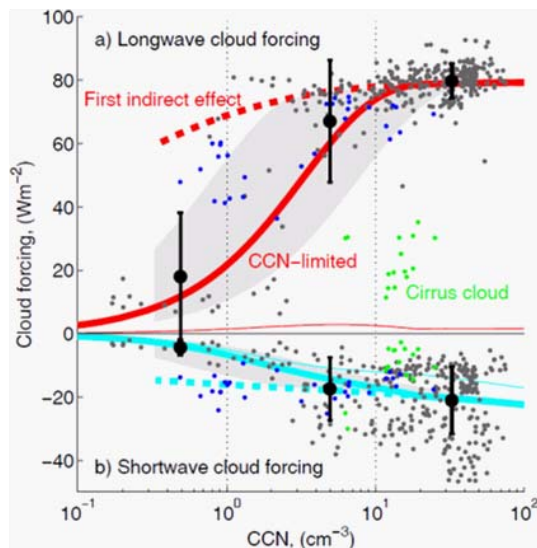 100
80
60
40
20
0
−20
−40
Cloud forcing, (Wm⁻²)
a) Longwave cloud forcing
First indirect effect
CCN-limited
Cirrus cloud
b) Shortwave cloud forcing
10⁻¹ 10⁰ 10¹ 10²
CCN, (cm⁻³)